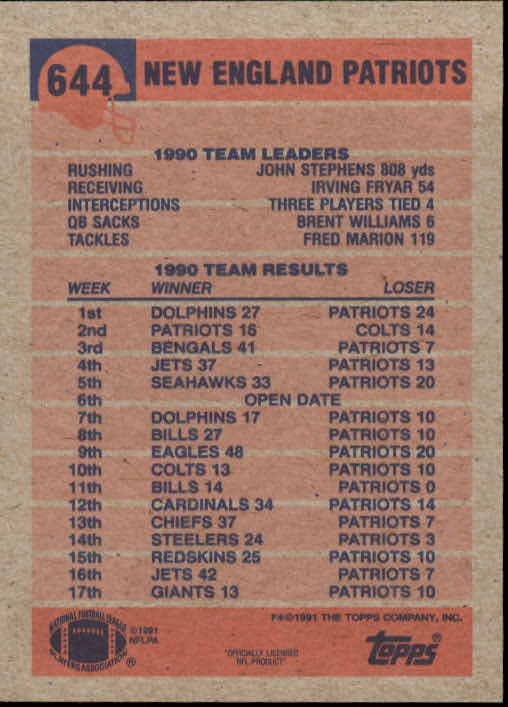 644 NEW ENGLAND PATRIOTS
1990 TEAM LEADERS
RUSHING JOHN STEPHENS 808 yds
RECEIVING IRVING FRYAR 54
INTERCEPTIONS THREE PLAYERS TIED 4
QB SACKS BRENT WILLIAMS 6
TACKLES FRED MARION 119
1990 TEAM RESULTS
WEEK WINNER LOSER
1st DOLPHINS 27 PATRIOTS 24
2nd PATRIOTS 16 COLTS 14
3rd BENGALS 41 PATRIOTS 7
4th JETS 37 PATRIOTS 13
5th SEAHAWKS 33 PATRIOTS 20
6th OPEN DATE
7th DOLPHINS 17 PATRIOTS 10
8th BILLS 27 PATRIOTS 10
9th EAGLES 48 PATRIOTS 20
10th COLTS 13 PATRIOTS 10
11th BILLS 14 PATRIOTS 0
12th CARDINALS 34 PATRIOTS 14
13th CHIEFS 37 PATRIOTS 7
14th STEELERS 24 PATRIOTS 3
15th REDSKINS 25 PATRIOTS 10
16th JETS 42 PATRIOTS 7
17th GIANTS 13 PATRIOTS 10
F4©1991 THE TOPPS COMPANY, INC.
NATIONAL FOOTBALL LEAGUE
PLAYERS ASSOCIATION ®
©1991
NFLPA
"OFFICIALLY LICENSED
NFL PRODUCT"
topps®